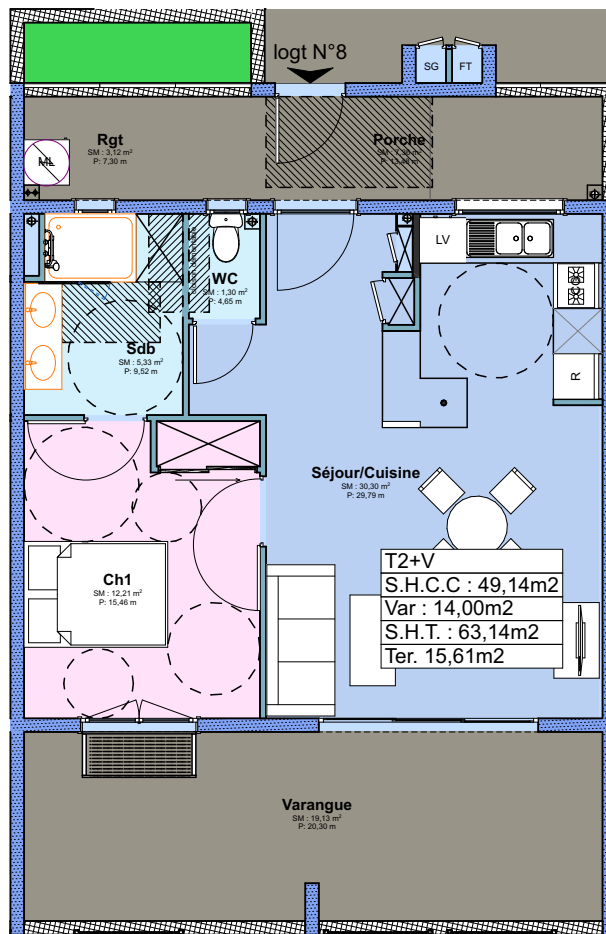 logt N°8
SG
FT
Rgt
SM : 3,12 m²
P: 7,30 m
Porche
P: 13,48 m
ML
LV
WC
SM : 1,30 m²
P: 4,65 m
Sdb
SM : 5,33 m²
P: 9,52 m
R
Séjour/Cuisine
SM : 30,30 m²
P: 29,79 m
T2+V
S.H.C.C : 49,14m2
Var : 14,00m2
S.H.T. : 63,14m2
Ter. 15,61m2
Ch1
SM : 12,21 m²
P: 15,46 m
Varangue
SM : 19,13 m²
P: 20,30 m